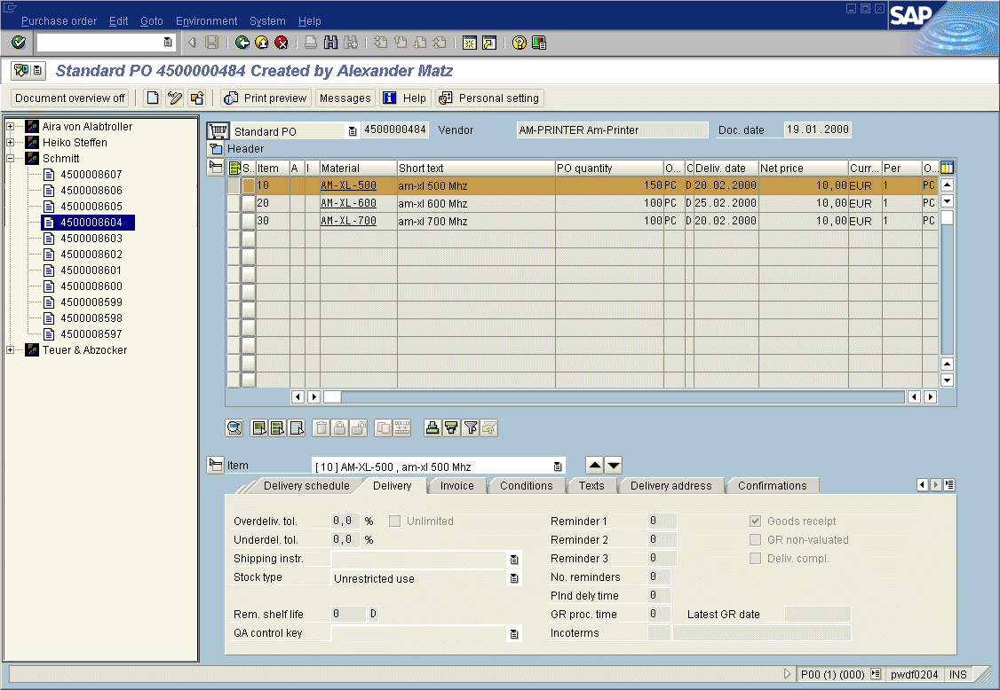 Purchase order Edit Goto Environment System Help
SAP
Standard PO 4500000484 Created by Alexander Matz
Document overview off Print preview Messages Help Personal setting
Aira von Alabtroller
Heiko Steffen
Schmitt
4500008607
4500008606
4500008605
4500008604
4500008603
4500008602
4500008601
4500008600
4500008599
4500008598
4500008597
Teuer & Abzocker
Standard PO 4500000484 Vendor AM-PRINTER Am-Printer Doc. date 19.01.2000
Header
S.. Item A I Material Short text PO quantity O... C Deliv. date Net price Curr... Per O...
10 AM-XL-500 am-xl 500 Mhz 150 PC D 20.02.2000 10,00 EUR 1 PC
20 AM-XL-600 am-xl 600 Mhz 100 PC D 25.02.2000 10,00 EUR 1 PC
30 AM-XL-700 am-xl 700 Mhz 100 PC D 20.02.2000 10,00 EUR 1 PC
Item [ 10 ] AM-XL-500 , am-xl 500 Mhz
Delivery schedule Delivery Invoice Conditions Texts Delivery address Confirmations
Overdeliv. tol. 0,0 % Unlimited Reminder 1 0 Goods receipt
Underdel. tol. 0,0 % Reminder 2 0 GR non-valuated
Shipping instr. Reminder 3 0 Deliv. compl.
Stock type Unrestricted use No. reminders 0
Plnd dely time 0
Rem. shelf life 0 D GR proc. time 0 Latest GR date
QA control key Incoterms
P00 (1) (000) pwdf0204 INS